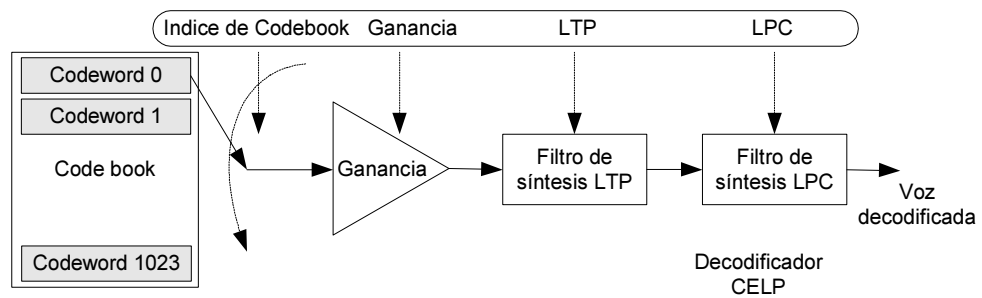 Indice de Codebook Ganancia LTP LPC
Codeword 0
Codeword 1
Code book
Codeword 1023
Ganancia
Filtro de
síntesis LTP
Filtro de
síntesis LPC
Voz
decodificada
Decodificador
CELP